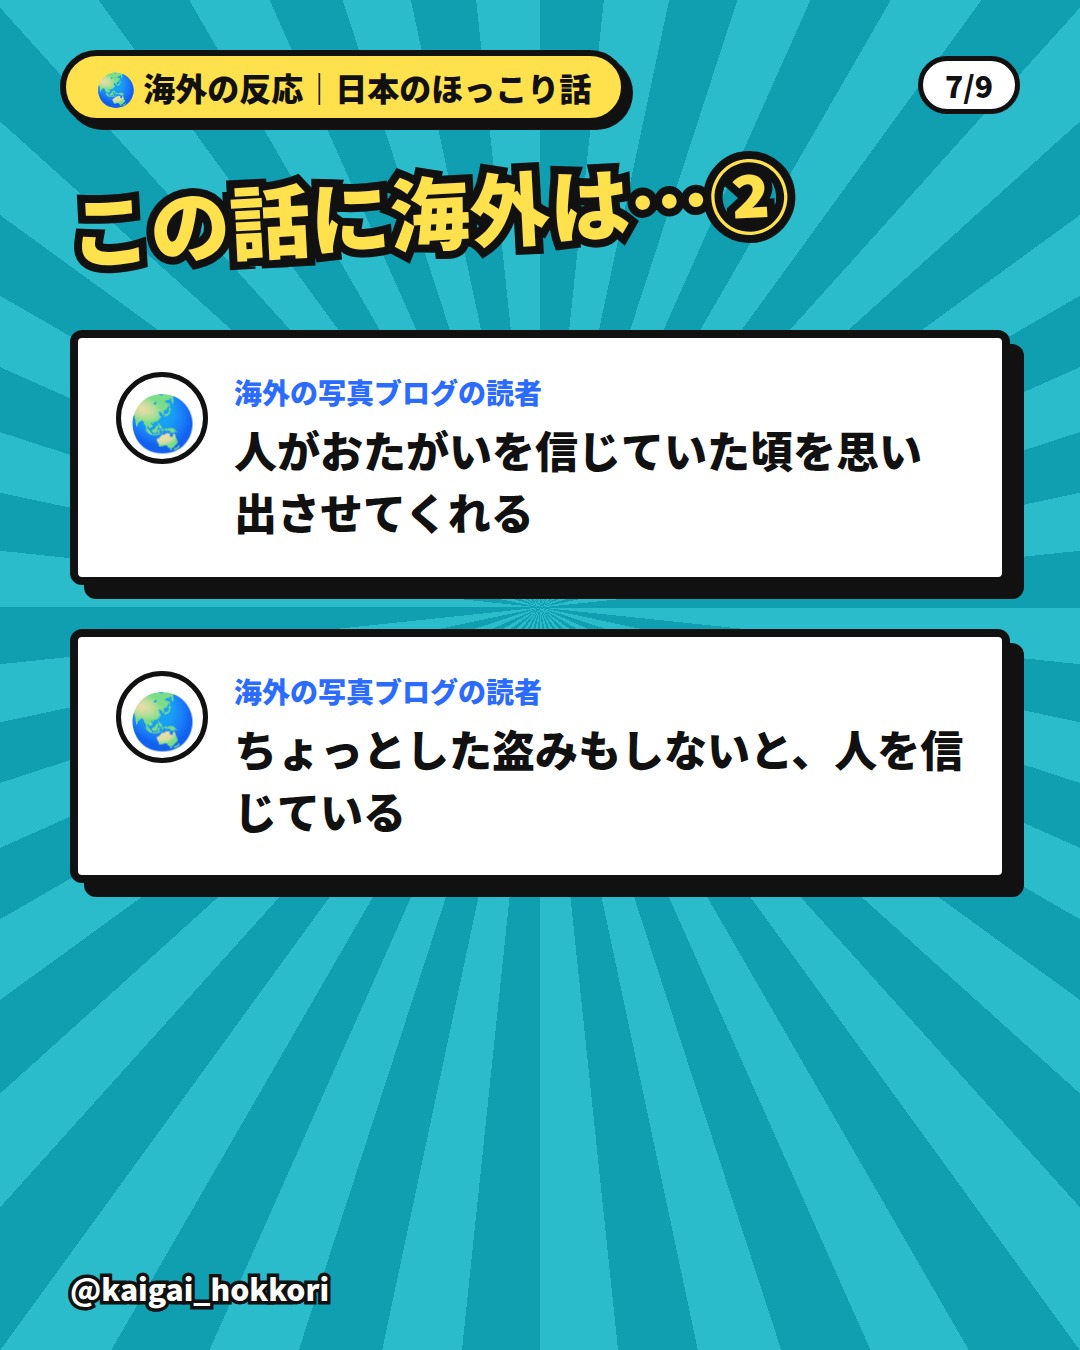 🌏 海外の反応｜日本のほっこり話
7/9
この話に海外は…②
海外の写真ブログの読者
人がおたがいを信じていた頃を思い
出させてくれる
海外の写真ブログの読者
ちょっとした盗みもしないと、人を信
じている
@kaigai_hokkori